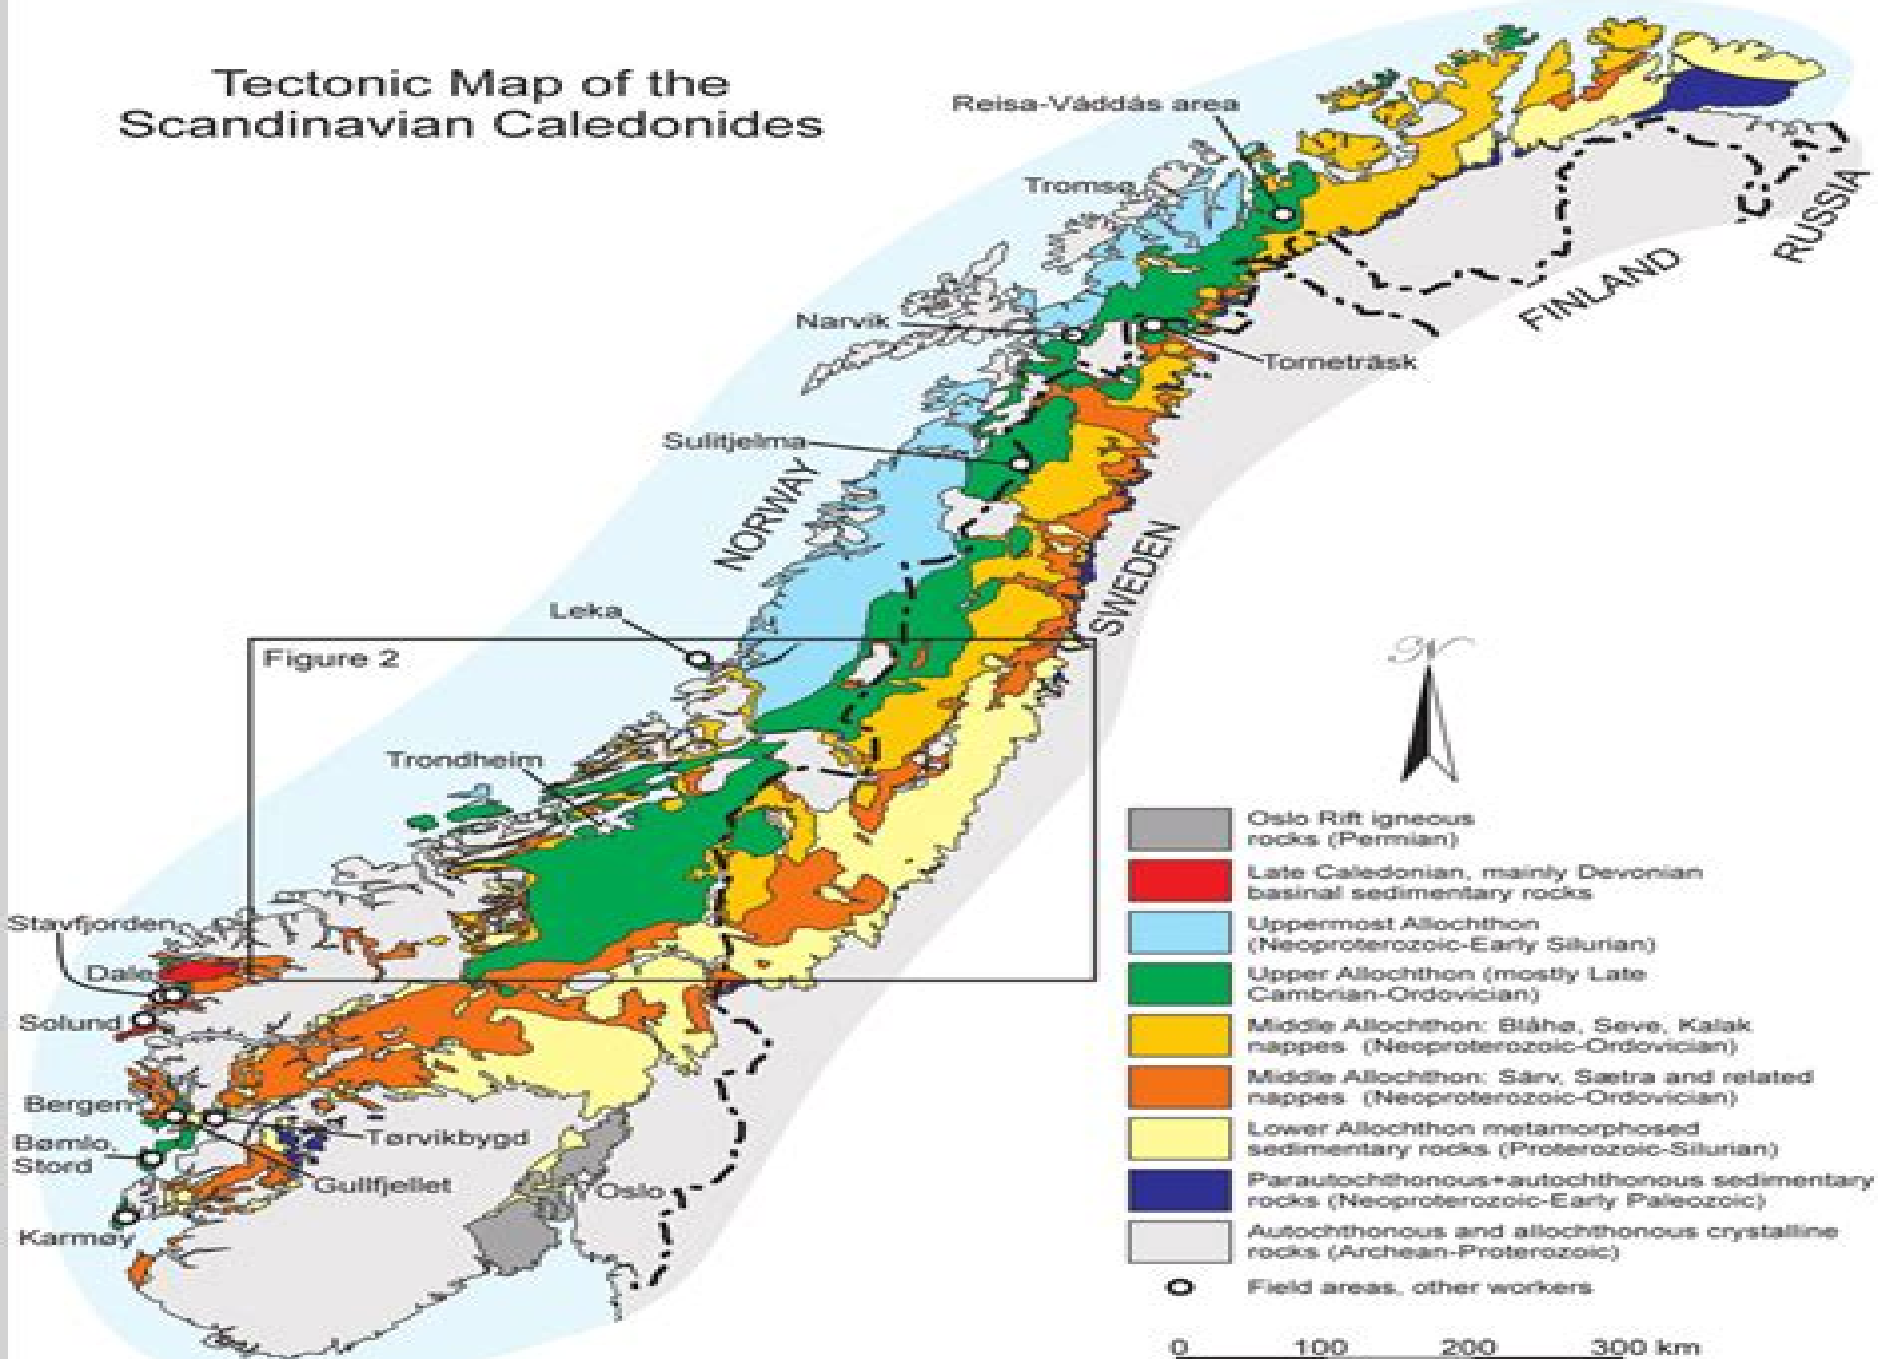 Tectonic Map of the
Scandinavian Caledonides
Reisa-Váddás area
Tromsø
RUSSIA
FINLAND
Narvik
Torneträsk
Sulitjelma
NORWAY
SWEDEN
Leka
Figure 2
N
Trondheim
Stavfjorden,
Dale
Solund
Bergen
Tørvikbygd
Bømlo,
Stord
Gullfjellet
Oslo
Karmøy
Oslo Rift igneous
rocks (Permian)
Late Caledonian, mainly Devonian
basinal sedimentary rocks
Uppermost Allochthon
(Neoproterozoic-Early Silurian)
Upper Allochthon (mostly Late
Cambrian-Ordovician)
Middle Allochthon: Blåhø, Seve, Kalak
nappes (Neoproterozoic-Ordovician)
Middle Allochthon: Särv, Sætra and related
nappes (Neoproterozoic-Ordovician)
Lower Allochthon metamorphosed
sedimentary rocks (Proterozoic-Silurian)
Parautochthonous+autochthonous sedimentary
rocks (Neoproterozoic-Early Paleozoic)
Autochthonous and allochthonous crystalline
rocks (Archean-Proterozoic)
Field areas, other workers
0 100 200 300 km